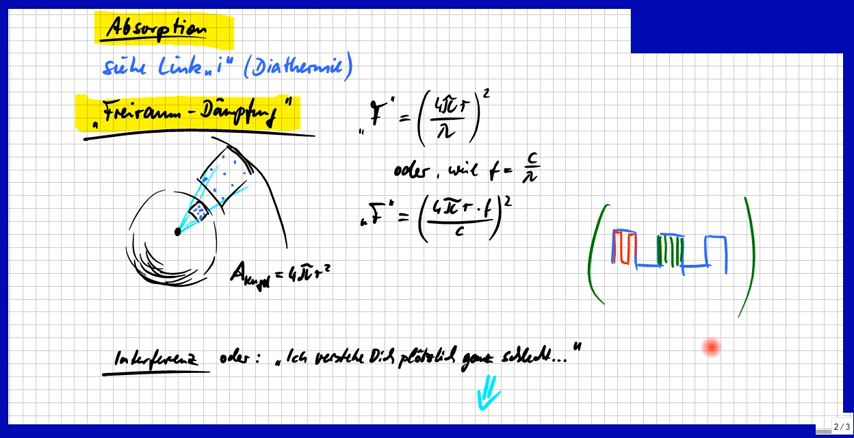 Absorption
siehe Link „i“ (Diathermie)
„Freiraum-Dämpfung“
„F“ = (4πr/λ)²
oder, weil f = c/λ
„F“ = (4πr·f/c)²
A_Kugel = 4πr²
Interferenz oder: „Ich verstehe Dich plötzlich ganz schlecht...“
2/3